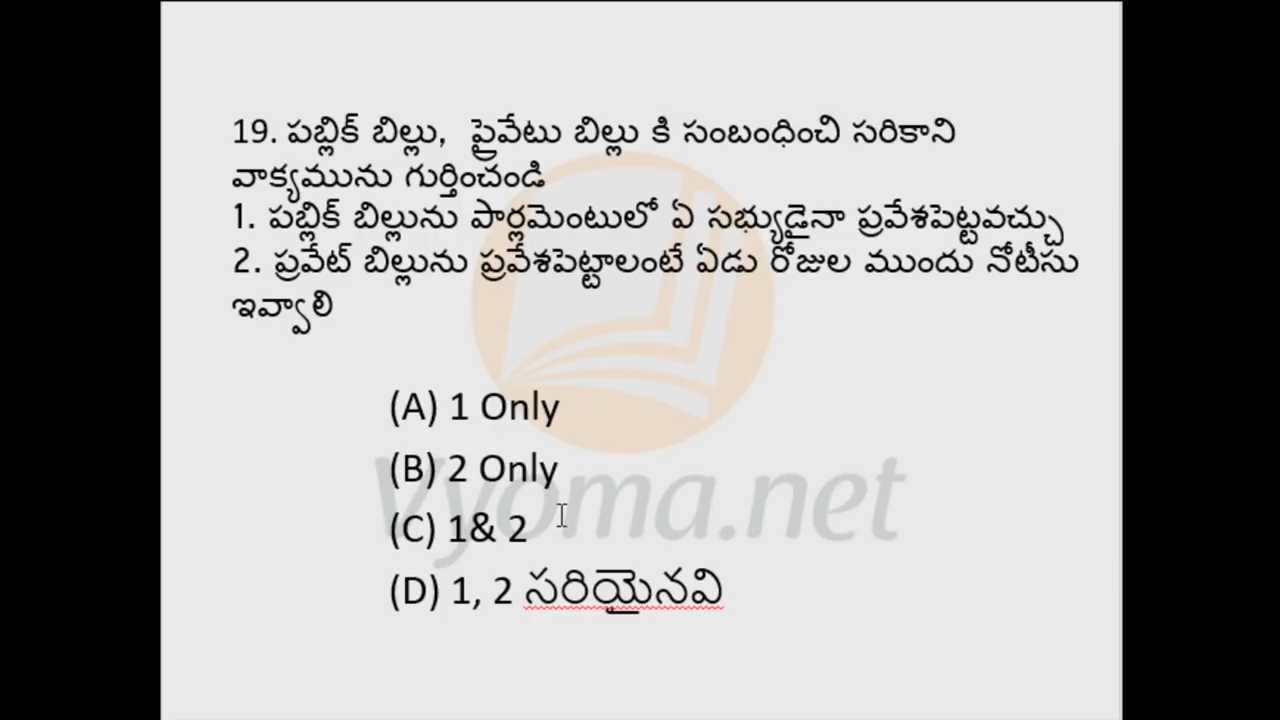 19. పబ్లిక్ బిల్లు,  ప్రైవేటు బిల్లు కి సంబంధించి సరికాని
వాక్యమును గుర్తించండి
1. పబ్లిక్ బిల్లును పార్లమెంటులో ఏ సభ్యుడైనా ప్రవేశపెట్టవచ్చు
2. ప్రవేట్ బిల్లును ప్రవేశపెట్టాలంటే ఏడు రోజుల ముందు నోటీసు
ఇవ్వాలి
(A) 1 Only
(B) 2 Only
Vyoma.net
(C) 1& 2
(D) 1, 2 సరియైనవి